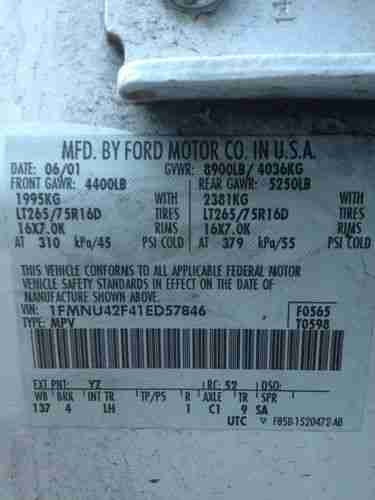 MFD. BY FORD MOTOR CO. IN U.S.A.
DATE: 06/01 GVWR: 8900LB/ 4036KG
FRONT GAWR: 4400LB REAR GAWR: 5250LB
1995KG WITH 2381KG WITH
LT265/75R16D TIRES LT265/75R16D TIRES
16X7.0K RIMS 16X7.0K RIMS
AT 310 kPa/45 PSI COLD AT 379 kPa/55 PSI COLD
THIS VEHICLE CONFORMS TO ALL APPLICABLE FEDERAL MOTOR
VEHICLE SAFETY STANDARDS IN EFFECT ON THE DATE OF
MANUFACTURE SHOWN ABOVE.
VIN: 1FMNU42F41ED57846 F0565
TYPE: MPV T0598
EXT PNT: YZ RC: 52 DSO:
WB BRK INT TR TP/PS R AXLE TR SPR
137 4 LH 1 C1 9 SA
UTC F85B-1520472-AB